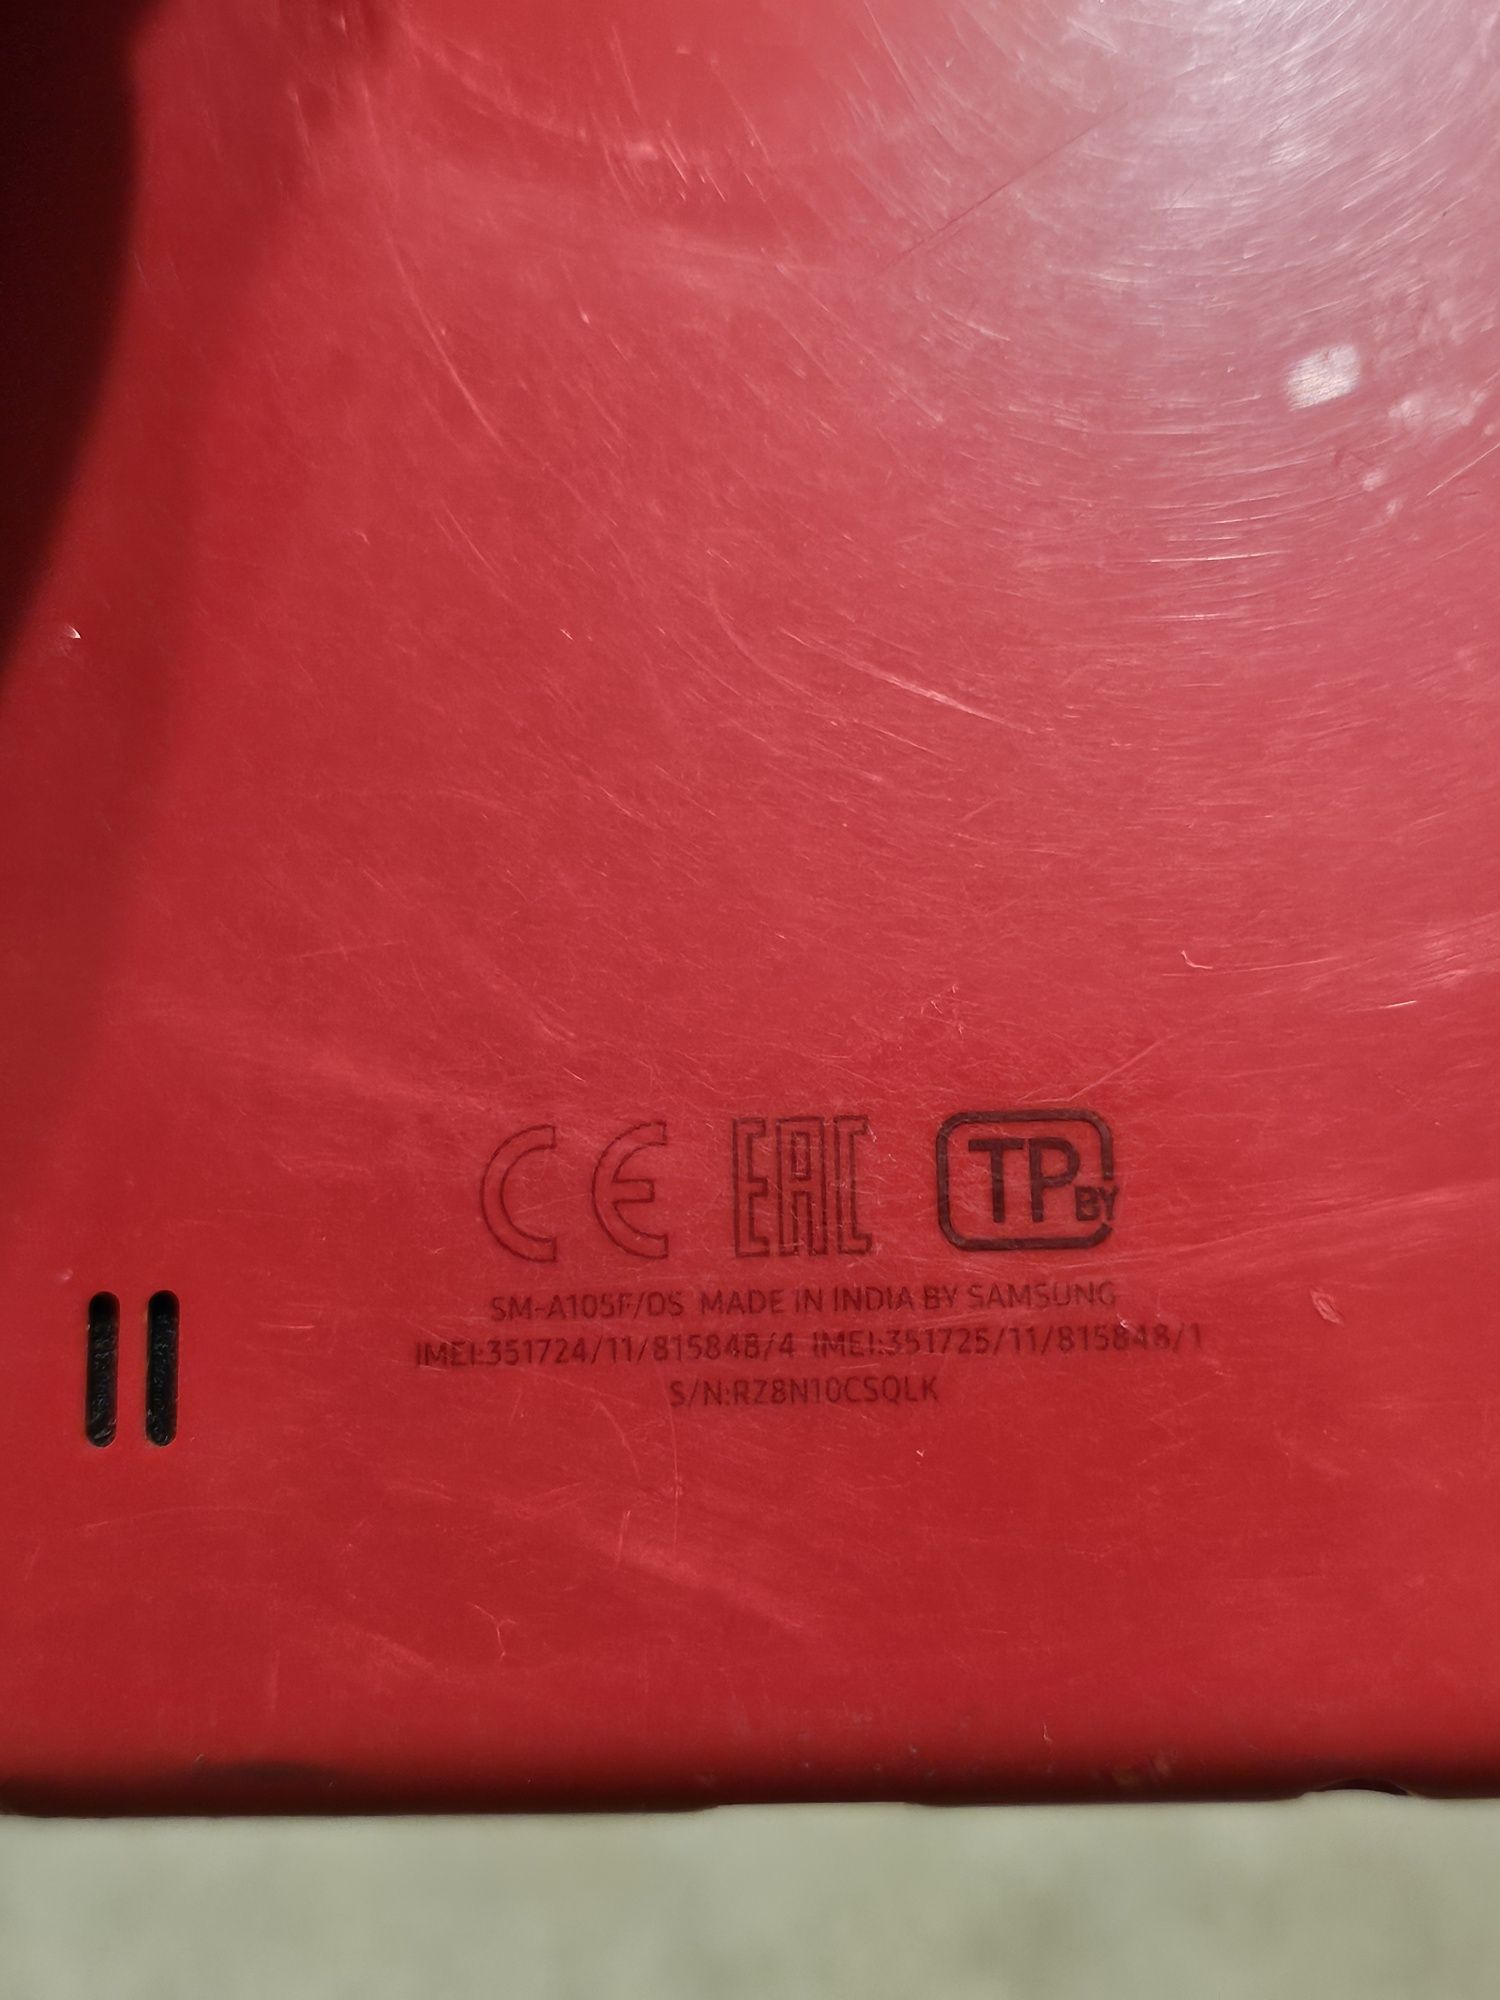 CE EAC TP BY
SM-A105F/DS MADE IN INDIA BY SAMSUNG
IMEI:351724/11/815848/4 IMEI:351725/11/815848/1
S/N:RZ8N10CSQLK